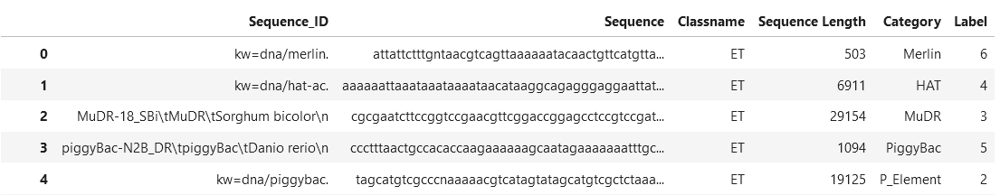 Sequence_ID Sequence Classname Sequence Length Category Label
0 kw=dna/merlin. attattctttgntaacgtcagttaaaaaatacaactgttcatgtta... ET 503 Merlin 6
1 kw=dna/hat-ac. aaaaaattaaataaataaaataacataaggcagagggaggaattat... ET 6911 HAT 4
2 MuDR-18_SBi\tMuDR\tSorghum bicolor\n cgcgaatcttccggtccgaacgttcggaccggagcctccgtccgat... ET 29154 MuDR 3
3 piggyBac-N2B_DR\tpiggyBac\tDanio rerio\n ccctttaactgccacaccaagaaaaaagcaatagaaaaaaatttgc... ET 1094 PiggyBac 5
4 kw=dna/piggybac. tagcatgtcgcccnaaaaacgtcatagtatagcatgtcgctctaaa... ET 19125 P_Element 2